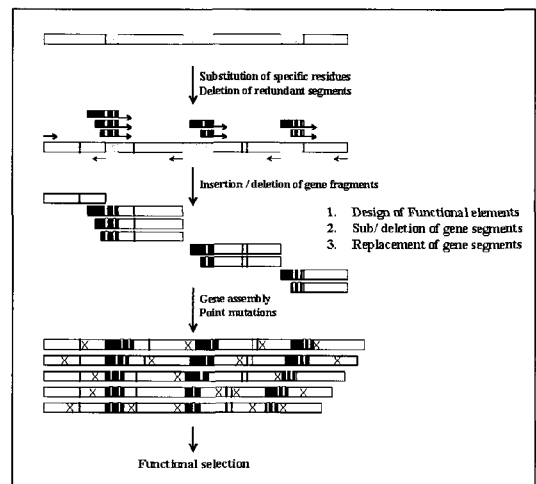 Substitution of specific residues
Deletion of redundant segments
Insertion / deletion of gene fragments
1. Design of Functional elements
2. Sub/ deletion of gene segments
3. Replacement of gene segments
Gene assembly
Point mutations
Functional selection